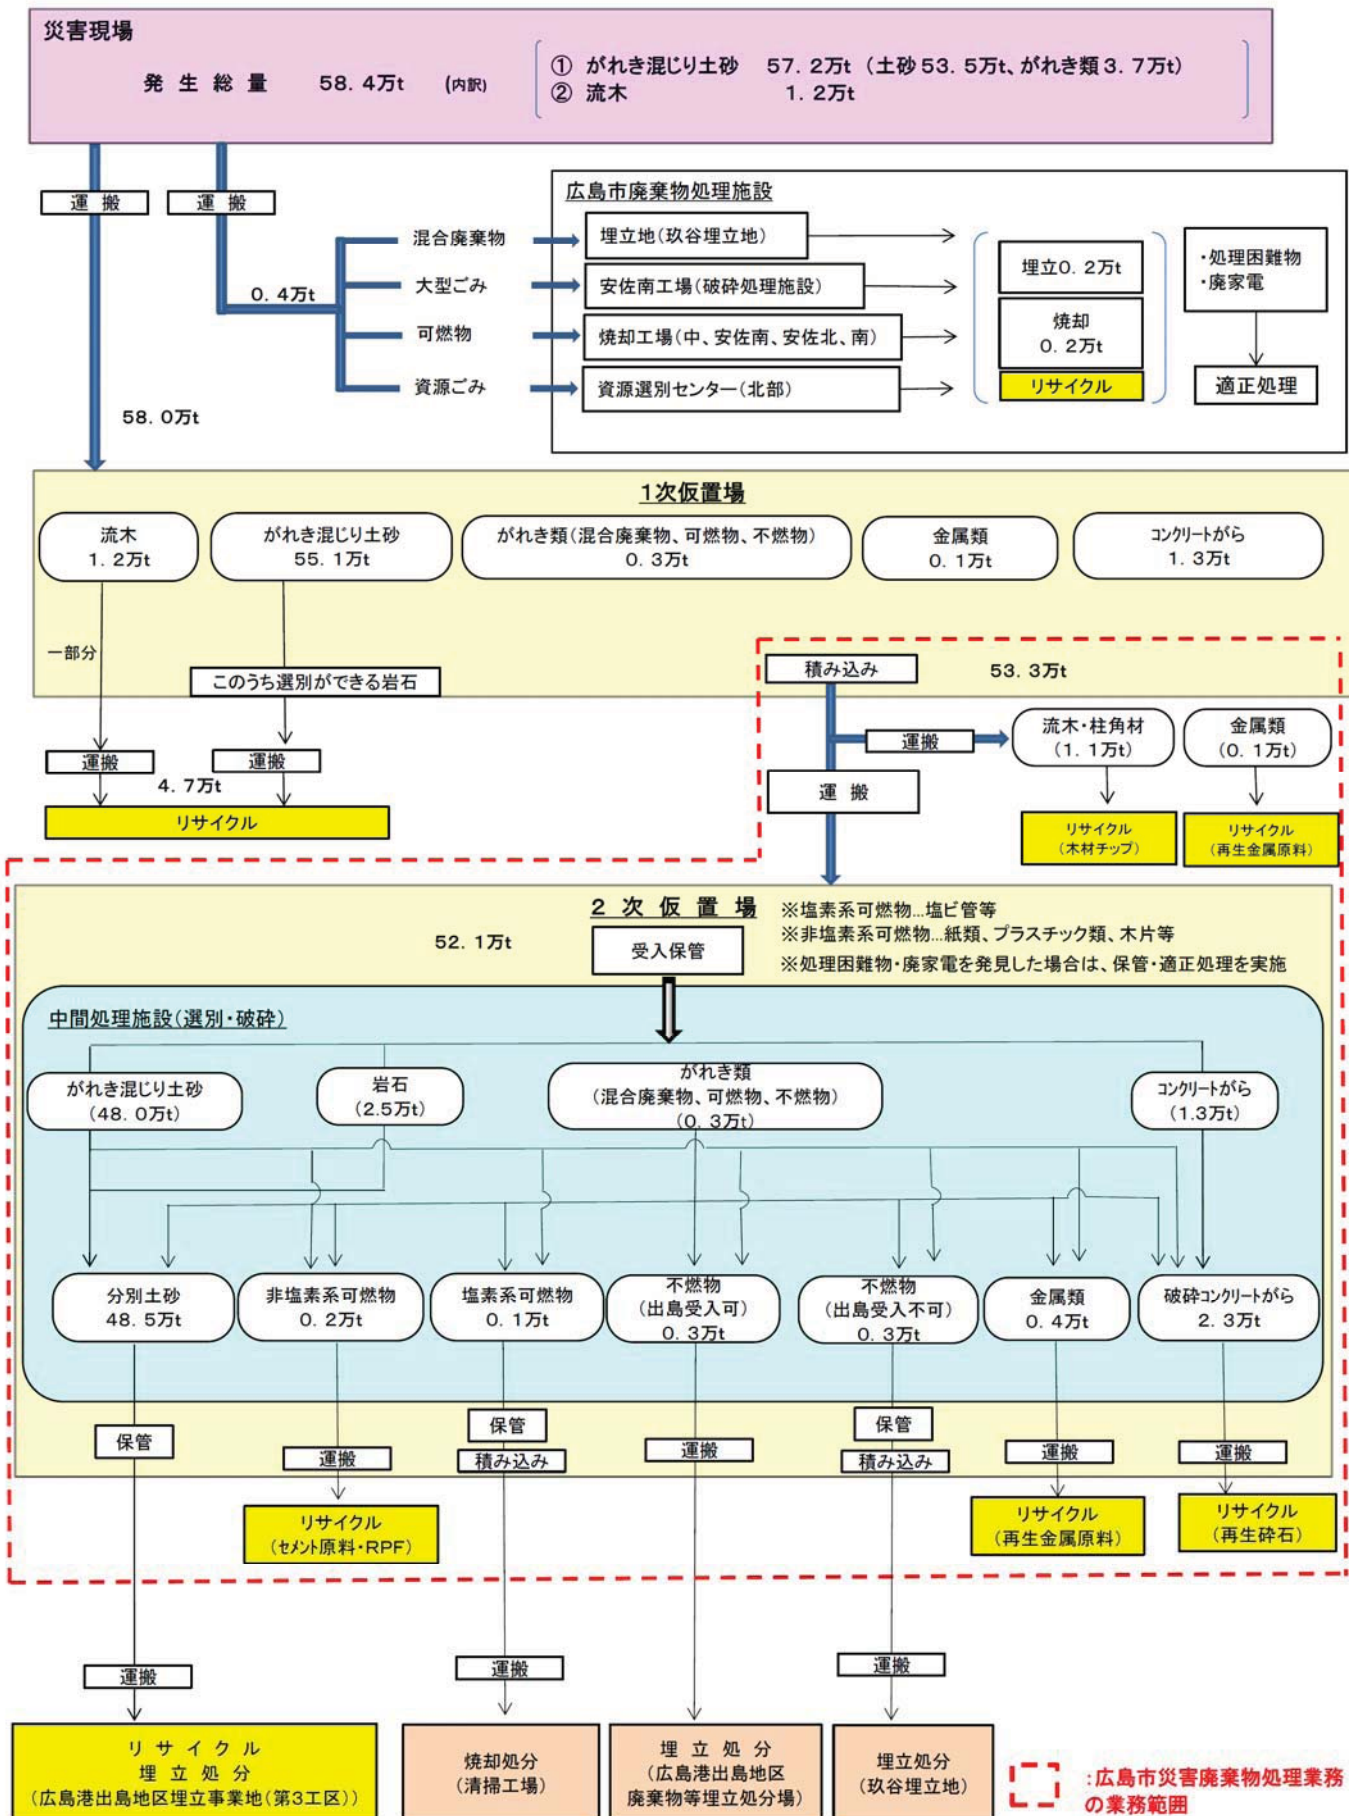 災害現場
発 生 総 量 58.4万t (内訳)
① がれき混じり土砂 57.2万t (土砂53.5万t、がれき類3.7万t)
② 流木 1.2万t
運 搬
運 搬
0.4万t
58.0万t
混合廃棄物
大型ごみ
可燃物
資源ごみ
広島市廃棄物処理施設
埋立地(玖谷埋立地)
安佐南工場(破砕処理施設)
焼却工場(中、安佐南、安佐北、南)
資源選別センター(北部)
埋立0.2万t
焼却
0.2万t
リサイクル
・処理困難物
・廃家電
適正処理
1次仮置場
流木
1.2万t
がれき混じり土砂
55.1万t
がれき類(混合廃棄物、可燃物、不燃物)
0.3万t
金属類
0.1万t
コンクリートがら
1.3万t
一部分
このうち選別ができる岩石
運搬
運搬
4.7万t
リサイクル
積み込み
53.3万t
運搬
運 搬
流木・柱角材
(1.1万t)
金属類
(0.1万t)
リサイクル
(木材チップ)
リサイクル
(再生金属原料)
2 次 仮 置 場
52.1万t
受入保管
※塩素系可燃物…塩ビ管等
※非塩素系可燃物…紙類、プラスチック類、木片等
※処理困難物・廃家電を発見した場合は、保管・適正処理を実施
中間処理施設(選別・破砕)
がれき混じり土砂
(48.0万t)
岩石
(2.5万t)
がれき類
(混合廃棄物、可燃物、不燃物)
(0.3万t)
コンクリートがら
(1.3万t)
分別土砂
48.5万t
非塩素系可燃物
0.2万t
塩素系可燃物
0.1万t
不燃物
(出島受入可)
0.3万t
不燃物
(出島受入不可)
0.3万t
金属類
0.4万t
破砕コンクリートがら
2.3万t
保管
運搬
保管
積み込み
運搬
保管
積み込み
運搬
運搬
リサイクル
(セメント原料・RPF)
リサイクル
(再生金属原料)
リサイクル
(再生砕石)
運搬
運搬
運搬
リ サ イ ク ル
埋 立 処 分
(広島港出島地区埋立事業地(第3工区))
焼却処分
(清掃工場)
埋 立 処 分
(広島港出島地区
廃棄物等埋立処分場)
埋立処分
(玖谷埋立地)
:広島市災害廃棄物処理業務
の業務範囲